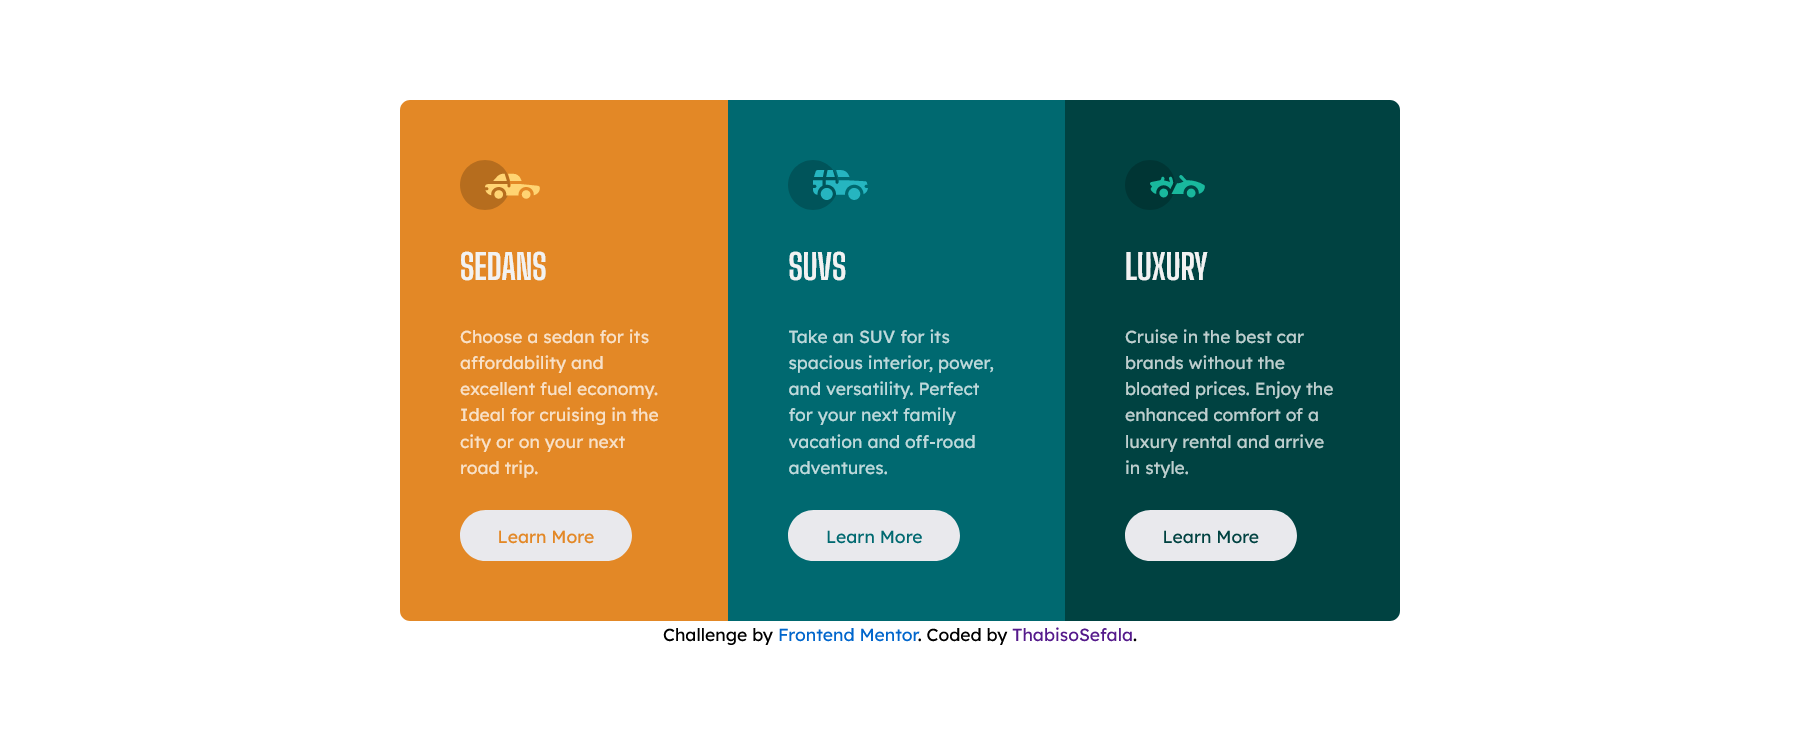 SEDANS
Choose a sedan for its
affordability and
excellent fuel economy.
Ideal for cruising in the
city or on your next
road trip.
Learn More
SUVS
Take an SUV for its
spacious interior, power,
and versatility. Perfect
for your next family
vacation and off-road
adventures.
Learn More
LUXURY
Cruise in the best car
brands without the
bloated prices. Enjoy the
enhanced comfort of a
luxury rental and arrive
in style.
Learn More
Challenge by Frontend Mentor. Coded by ThabisoSefala.